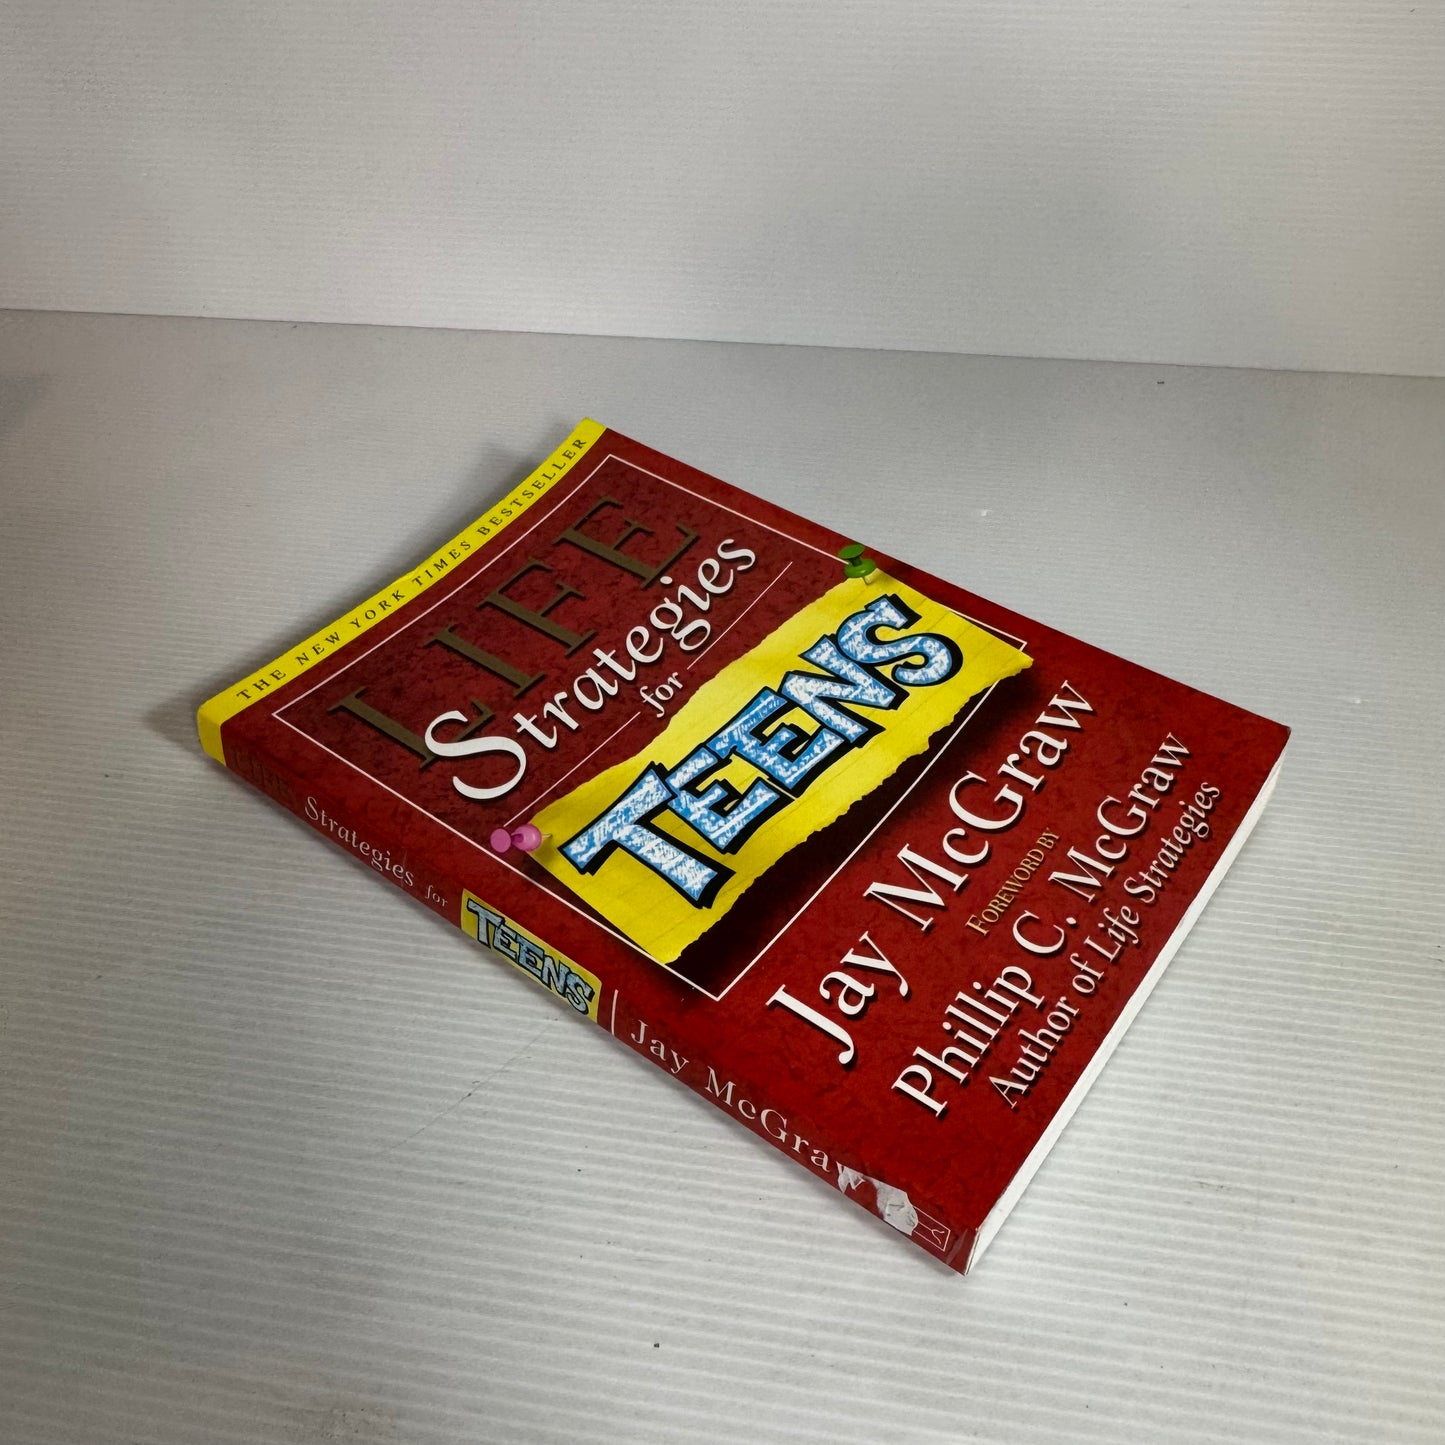 THE NEW YORK TIMES BESTSELLER
LIFE
Strategies
for
TEENS
Jay McGraw
FOREWORD BY
Phillip C. McGraw
Author of Life Strategies
LIFE Strategies for TEENS Jay McGraw